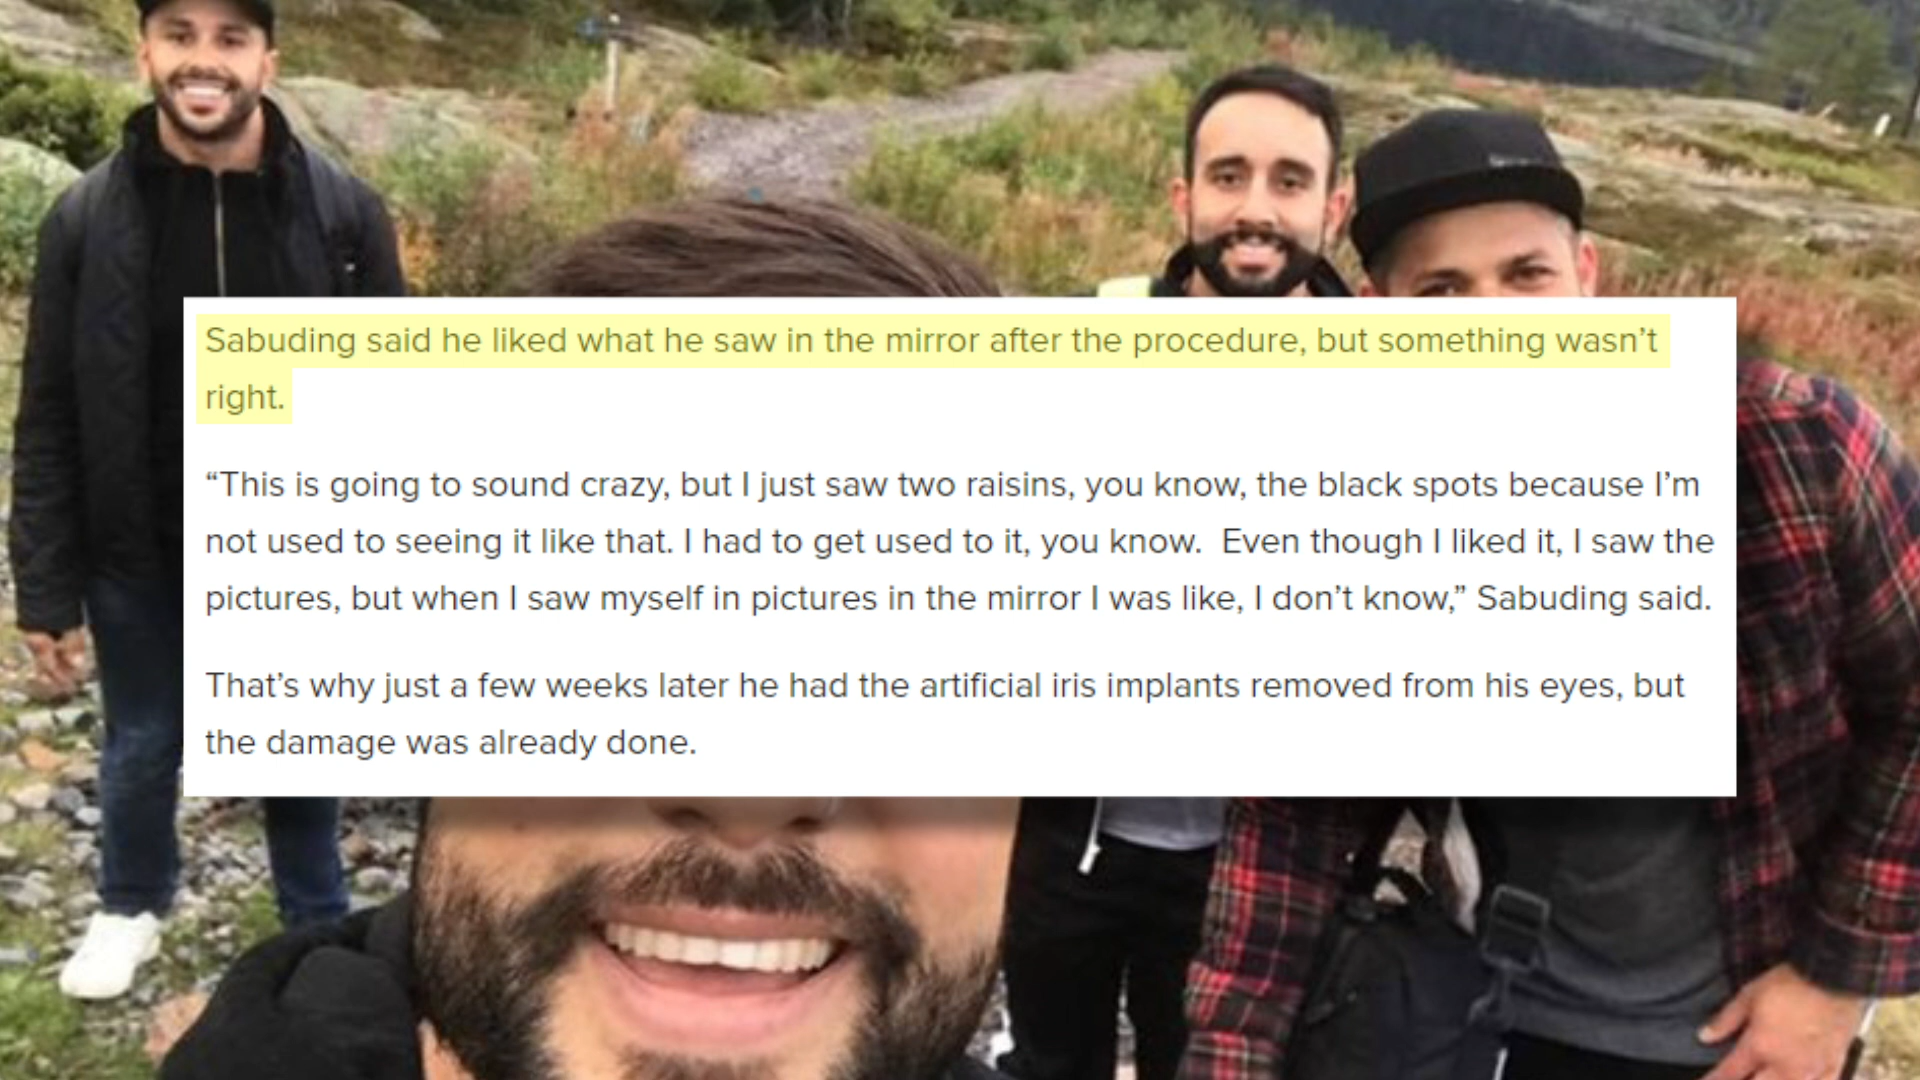 Sabuding said he liked what he saw in the mirror after the procedure, but something wasn’t
right.
“This is going to sound crazy, but I just saw two raisins, you know, the black spots because I’m
not used to seeing it like that. I had to get used to it, you know.  Even though I liked it, I saw the
pictures, but when I saw myself in pictures in the mirror I was like, I don’t know,” Sabuding said.
That’s why just a few weeks later he had the artificial iris implants removed from his eyes, but
the damage was already done.